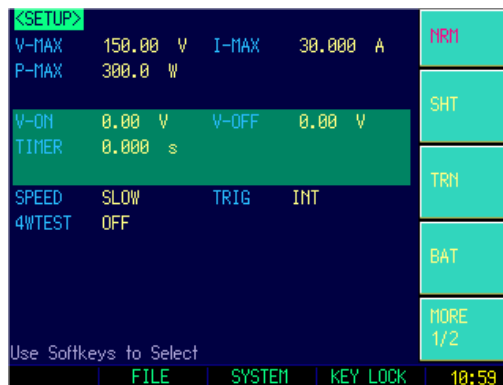 <SETUP>
V-MAX 150.00 V I-MAX 30.000 A
P-MAX 300.0 W
V-ON 0.00 V V-OFF 0.00 V
TIMER 0.000 s
SPEED SLOW TRIG INT
4WTEST OFF
Use Softkeys to Select
NRM
SHT
TRN
BAT
MORE
1/2
FILE SYSTEM KEY LOCK 10:59